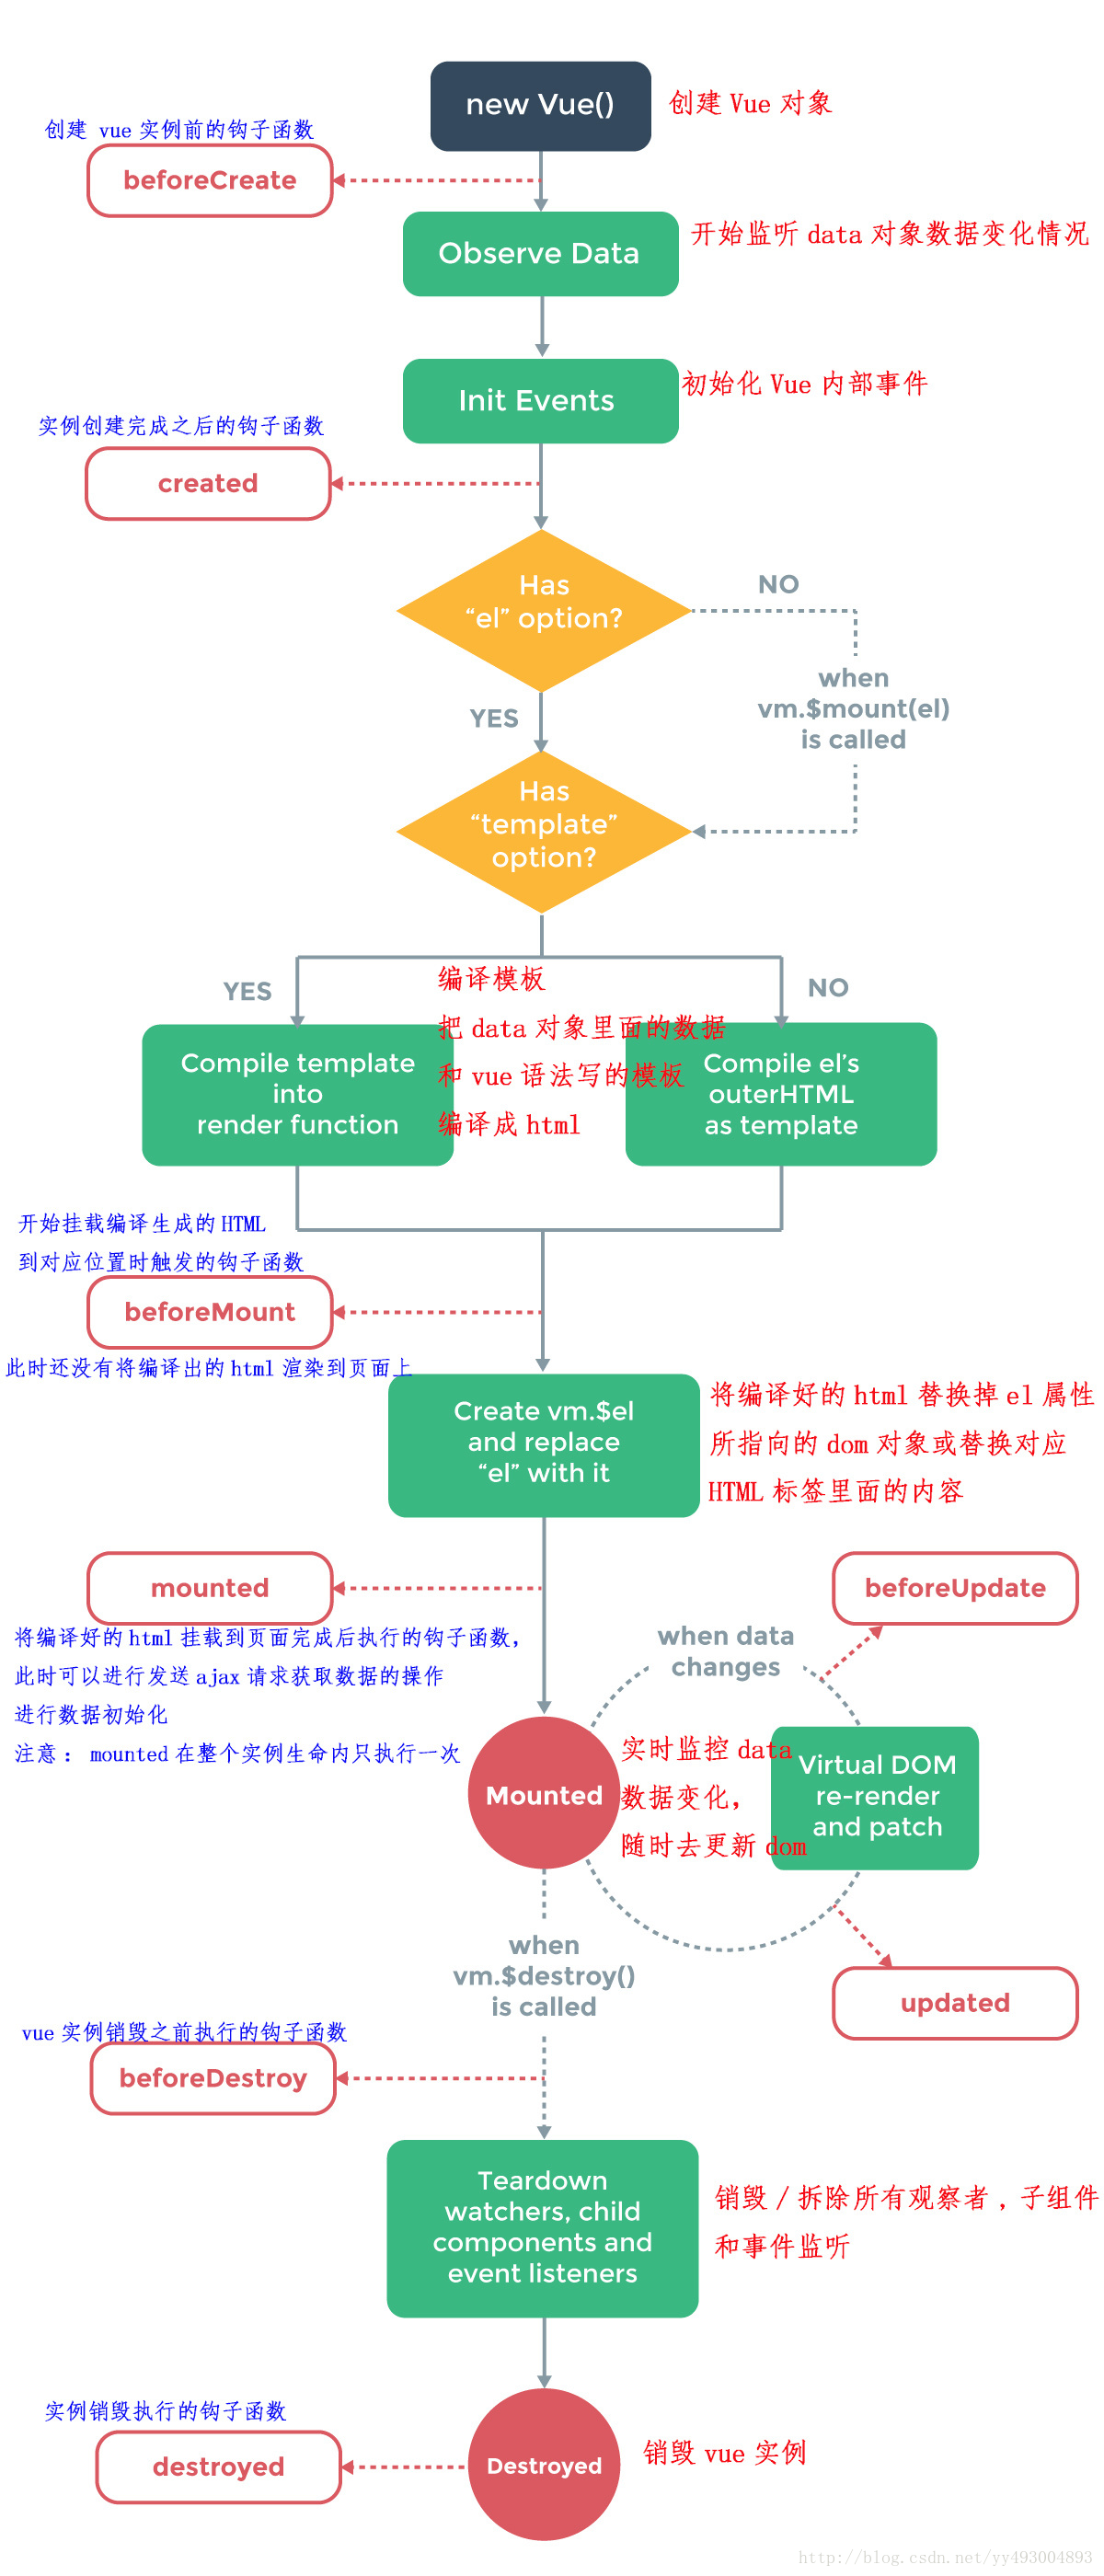 new Vue()
创建 Vue 对象
创建 vue 实例前的钩子函数
beforeCreate
Observe Data
开始监听 data 对象数据变化情况
Init Events
初始化 Vue 内部事件
实例创建完成之后的钩子函数
created
Has
“el” option?
NO
when
vm.$mount(el)
is called
YES
Has
“template”
option?
YES
NO
编译模板
把 data 对象里面的数据
和 vue 语法写的模板
编译成 html
Compile template
into
render function
Compile el’s
outerHTML
as template
开始挂载编译生成的 HTML
到对应位置时触发的钩子函数
beforeMount
此时还没有将编译出的 html 渲染到页面上
Create vm.$el
and replace
“el” with it
将编译好的 html 替换掉 el 属性
所指向的 dom 对象或替换对应
HTML 标签里面的内容
mounted
将编译好的 html 挂载到页面完成后执行的钩子函数，
此时可以进行发送 ajax 请求获取数据的操作
进行数据初始化
注意： mounted 在整个实例生命内只执行一次
beforeUpdate
when data
changes
Mounted
实时监控 data
数据变化，
随时去更新 dom
Virtual DOM
re-render
and patch
updated
when
vm.$destroy()
is called
vue 实例销毁之前执行的钩子函数
beforeDestroy
Teardown
watchers, child
components and
event listeners
销毁 / 拆除所有观察者，子组件
和事件监听
实例销毁执行的钩子函数
destroyed
Destroyed
销毁 vue 实例
http://blog.csdn.net/yy493004893